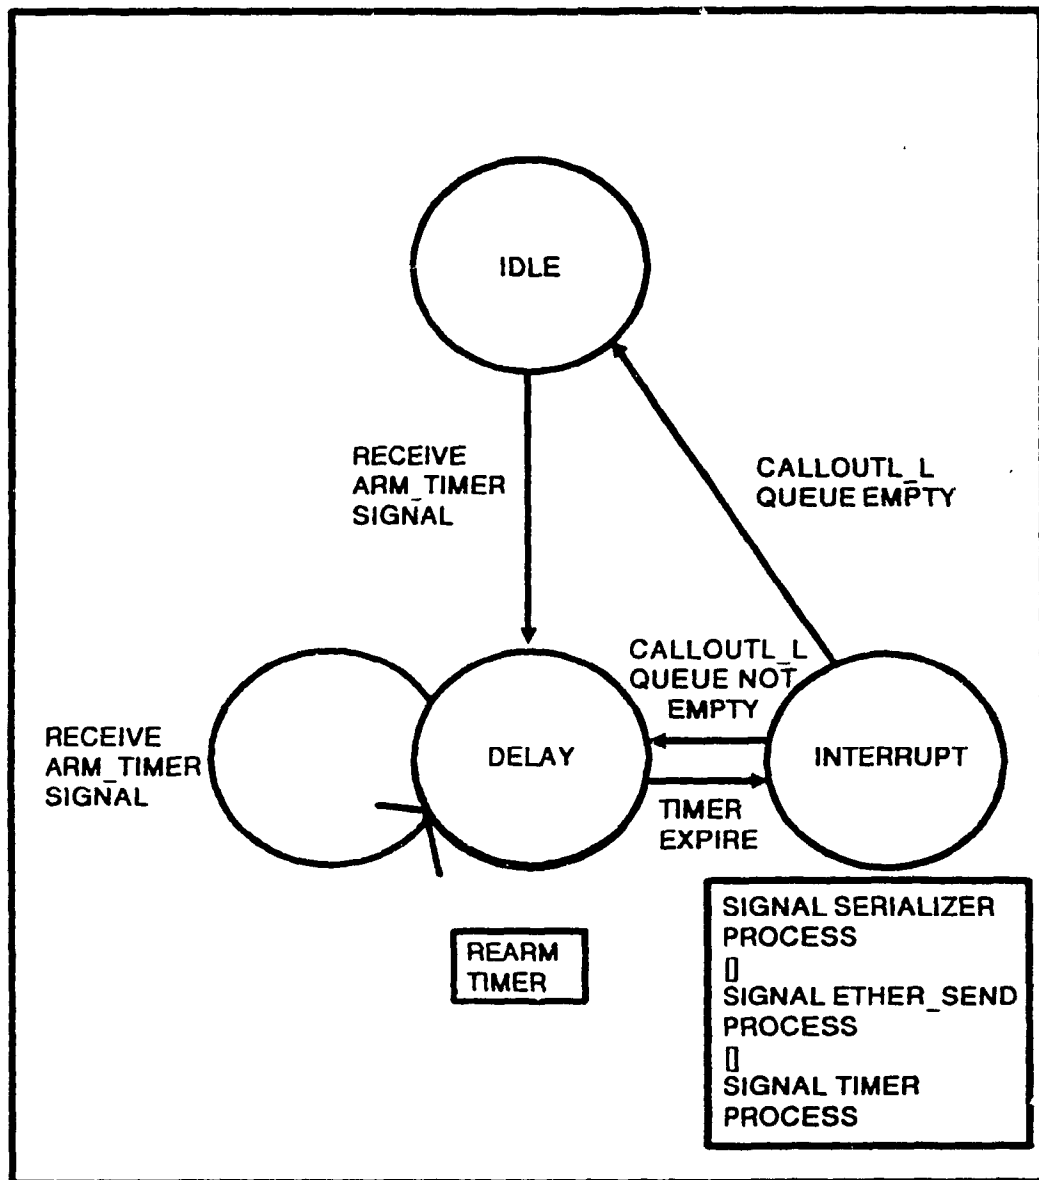 IDLE
RECEIVE
ARM_TIMER
SIGNAL
CALLOUTL_L
QUEUE EMPTY
CALLOUTL_L
QUEUE NOT
EMPTY
RECEIVE
ARM_TIMER
SIGNAL
DELAY
INTERRUPT
TIMER
EXPIRE
REARM
TIMER
SIGNAL SERIALIZER
PROCESS
[]
SIGNAL ETHER_SEND
PROCESS
[]
SIGNAL TIMER
PROCESS